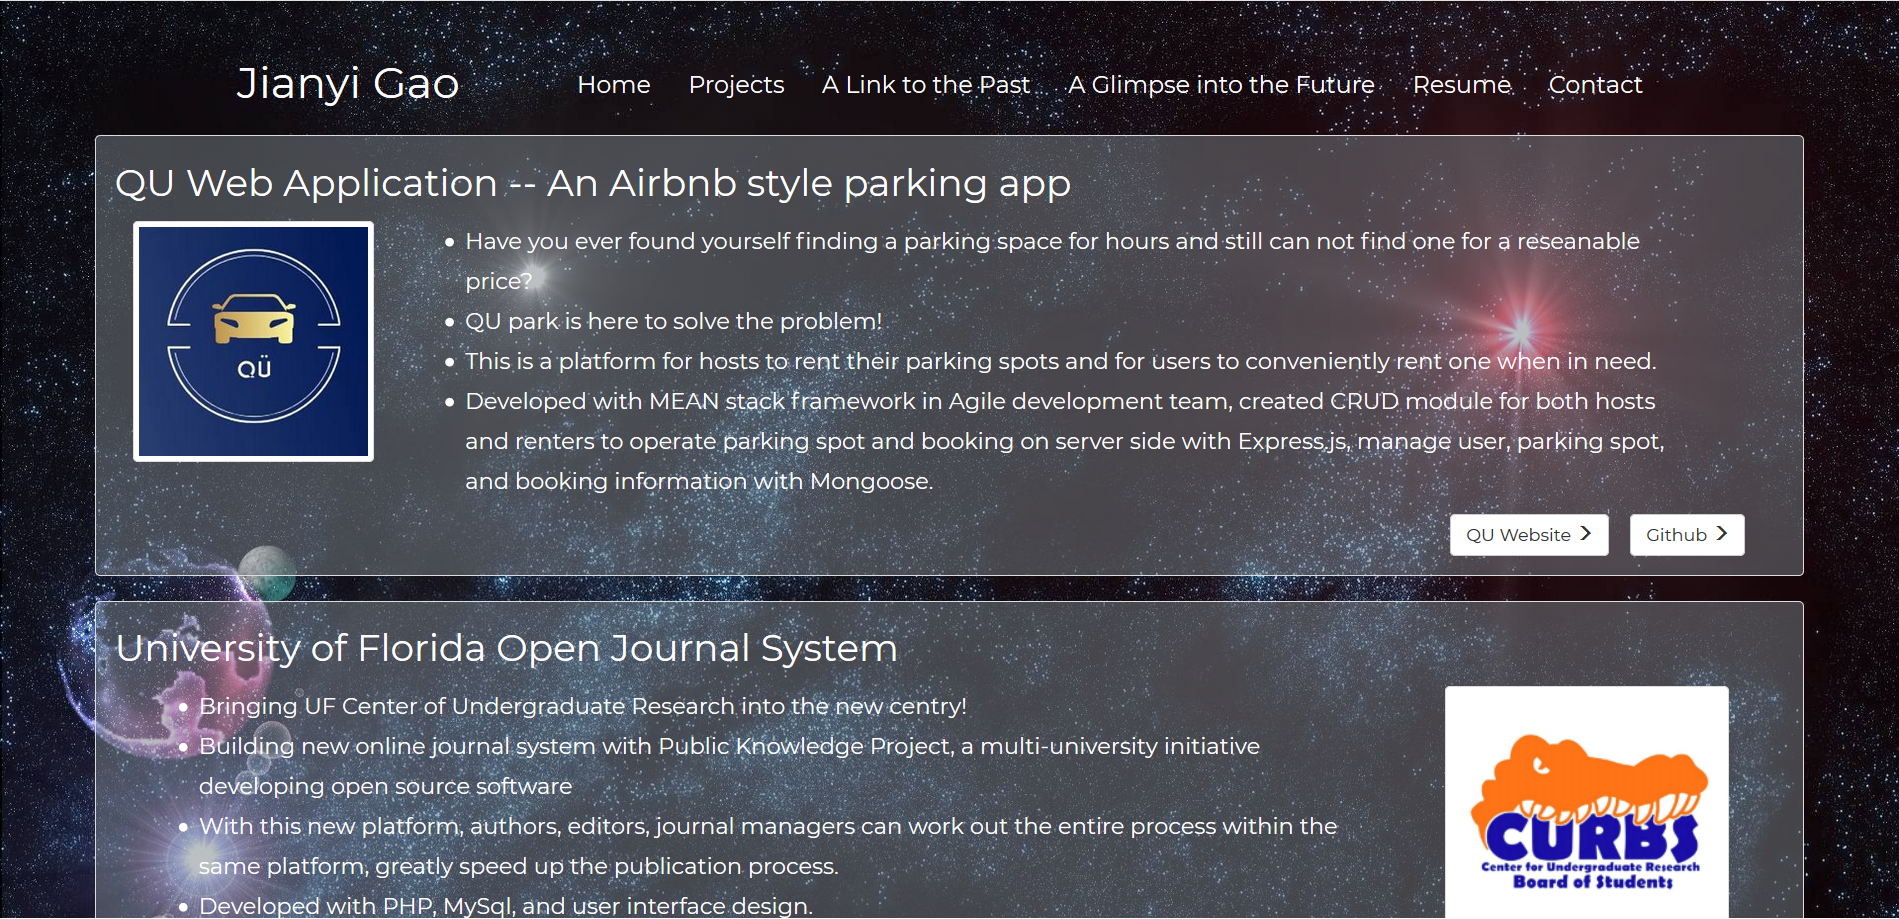 Jianyi Gao
Home Projects A Link to the Past A Glimpse into the Future Resume Contact
QU Web Application -- An Airbnb style parking app
QÜ
• Have you ever found yourself finding a parking space for hours and still can not find one for a reseanable
price?
• QU park is here to solve the problem!
• This is a platform for hosts to rent their parking spots and for users to conveniently rent one when in need.
• Developed with MEAN stack framework in Agile development team, created CRUD module for both hosts
and renters to operate parking spot and booking on server side with Express.js, manage user, parking spot,
and booking information with Mongoose.
QU Website
Github
University of Florida Open Journal System
• Bringing UF Center of Undergraduate Research into the new centry!
• Building new online journal system with Public Knowledge Project, a multi-university initiative
developing open source software
• With this new platform, authors, editors, journal managers can work out the entire process within the
same platform, greatly speed up the publication process.
• Developed with PHP, MySql, and user interface design.
CURBS
Center for Undergraduate Research
Board of Students